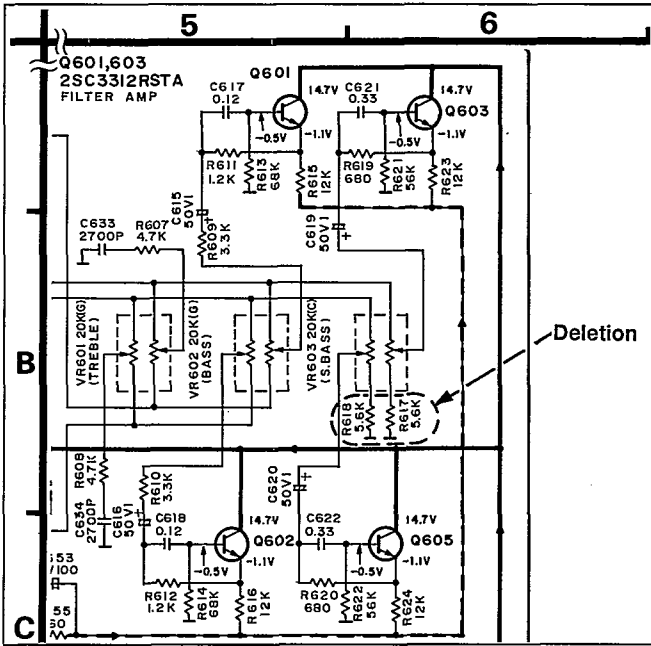 5
6
Q601,603
2SC3312RSTA
FILTER AMP
C617
0.12
Q601
14.7V
-1.1V
-0.5V
C621
0.33
14.7V
Q603
-1.1V
-0.5V
R611
1.2K
R613
68K
R615
12K
R619
680
R621
56K
R623
12K
C615
50V1
+
R609
3.3K
C619
50V1
+
C633
2700P
R607
4.7K
VR601 20K(G)
(TREBLE)
VR602 20K(G)
(BASS)
VR603 20K(C)
(S.BASS)
Deletion
B
R618
5.6K
R617
5.6K
R608
4.7K
C634
2700P
C616
50V1
+
R610
3.3K
C618
0.12
14.7V
Q602
-1.1V
-0.5V
C620
50V1
+
C622
0.33
14.7V
Q605
-1.1V
-0.5V
R612
1.2K
R614
68K
R616
12K
R620
680
R622
56K
R624
12K
C